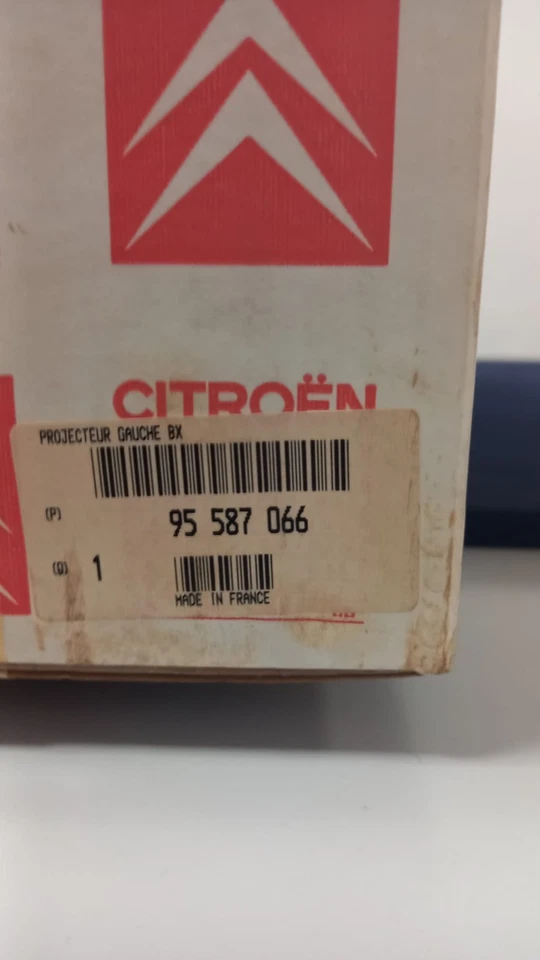 CITROËN
PROJECTEUR GAUCHE BX
(P) 95 587 066
(Q) 1
MADE IN FRANCE